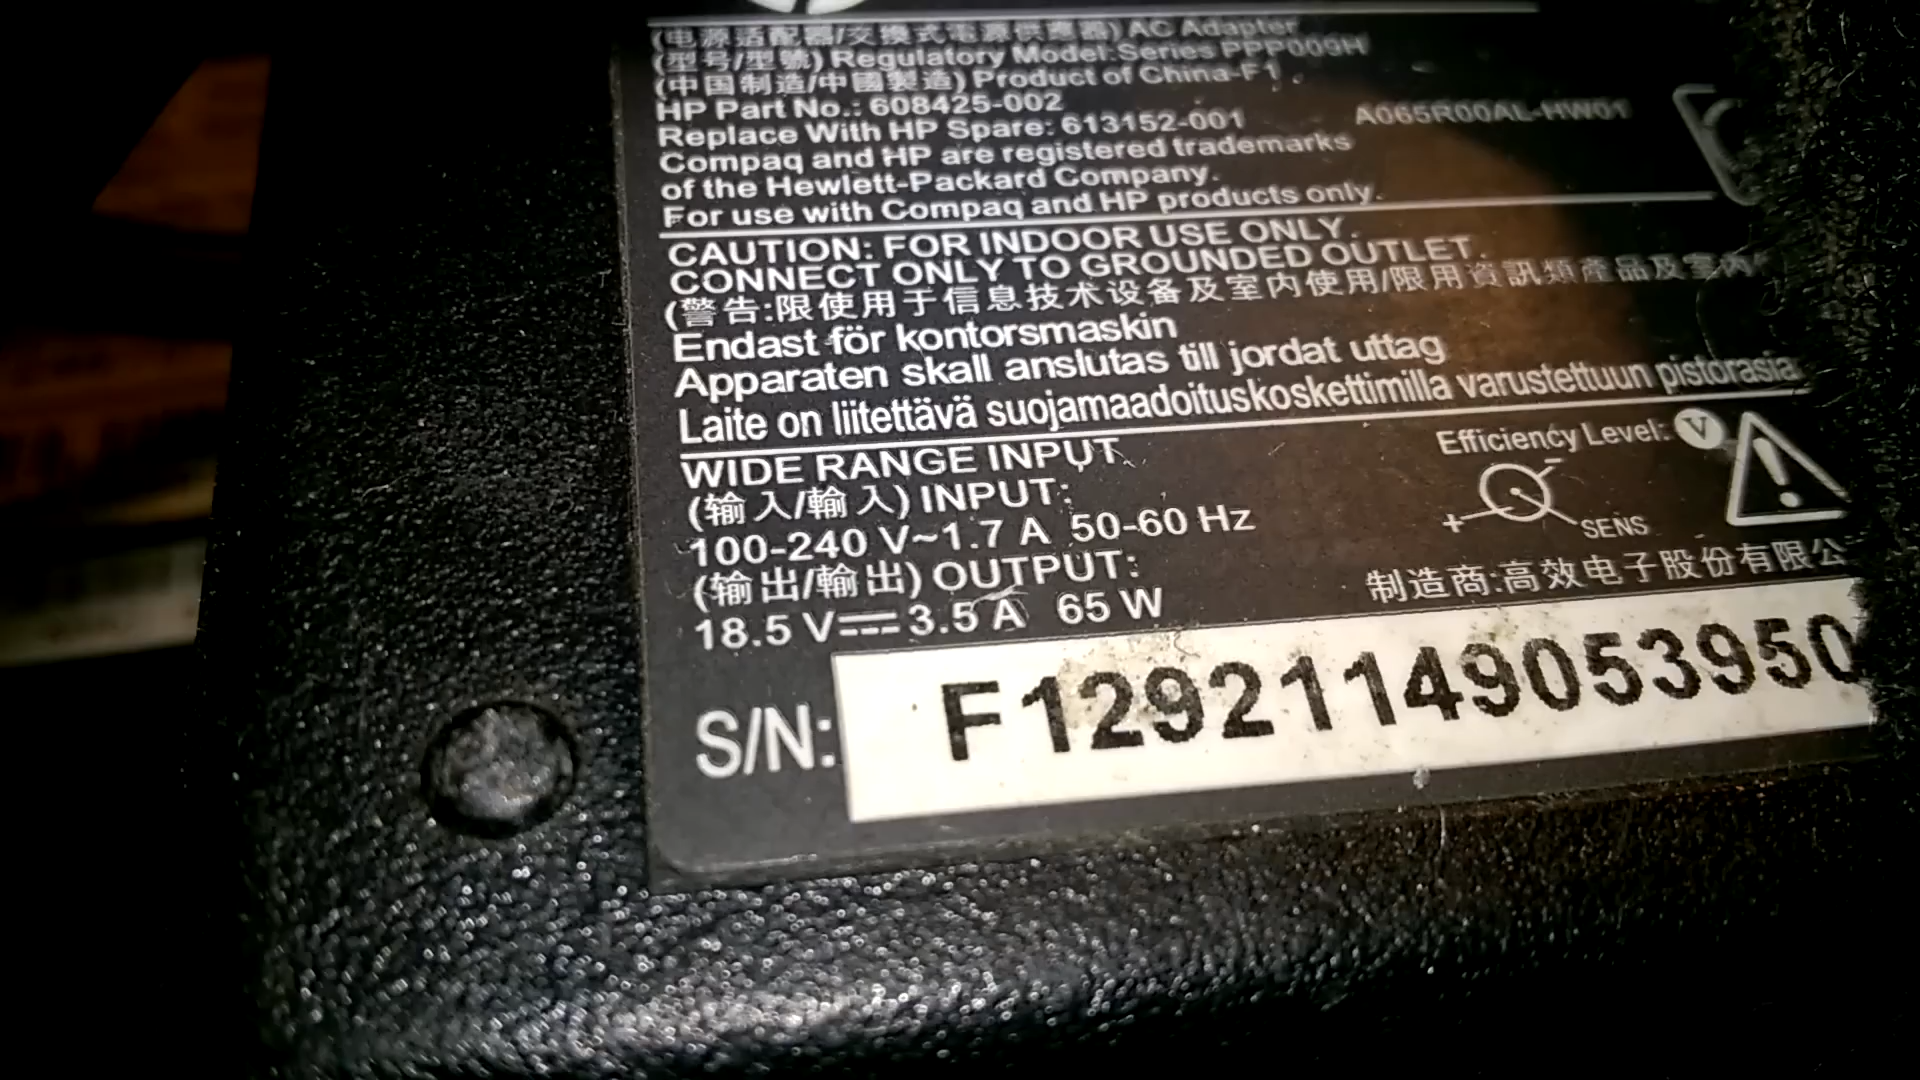 (电源适配器/交換式電源供應器) AC Adapter
(型号/型號) Regulatory Model:Series PPP009H
(中国制造/中國製造) Product of China-F1
HP Part No.: 608425-002
Replace With HP Spare: 613152-001 A065R00AL-HW01
Compaq and HP are registered trademarks
of the Hewlett-Packard Company.
For use with Compaq and HP products only.
CAUTION: FOR INDOOR USE ONLY.
CONNECT ONLY TO GROUNDED OUTLET.
(警告:限使用于信息技术设备及室内使用/限用資訊類產品及室內
Endast för kontorsmaskin
Apparaten skall anslutas till jordat uttag
Laite on liitettävä suojamaadoituskoskettimilla varustettuun pistorasia
WIDE RANGE INPUT
Efficiency Level: V
(输入/輸入) INPUT:
100-240 V~1.7 A 50-60 Hz
+ - SENS
(输出/輸出) OUTPUT:
18.5 V⎓3.5 A 65 W
制造商:高效电子股份有限公
S/N: F12921149053950